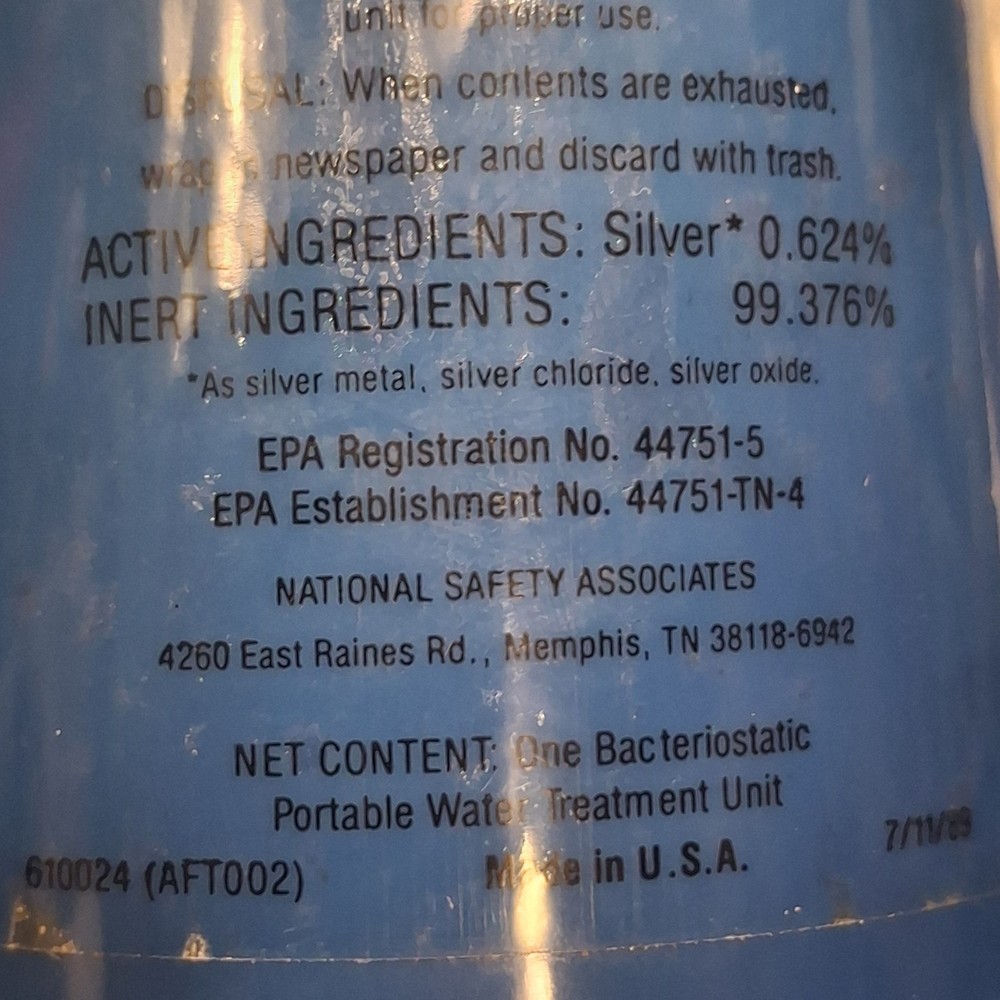 unit for proper use.
DISPOSAL: When contents are exhausted,
wrap in newspaper and discard with trash.
ACTIVE INGREDIENTS: Silver* 0.624%
INERT INGREDIENTS: 99.376%
*As silver metal, silver chloride, silver oxide.
EPA Registration No. 44751-5
EPA Establishment No. 44751-TN-4
NATIONAL SAFETY ASSOCIATES
4260 East Raines Rd., Memphis, TN 38118-6942
NET CONTENT: One Bacteriostatic
Portable Water Treatment Unit
7/11/89
610024 (AFT002) Made in U.S.A.